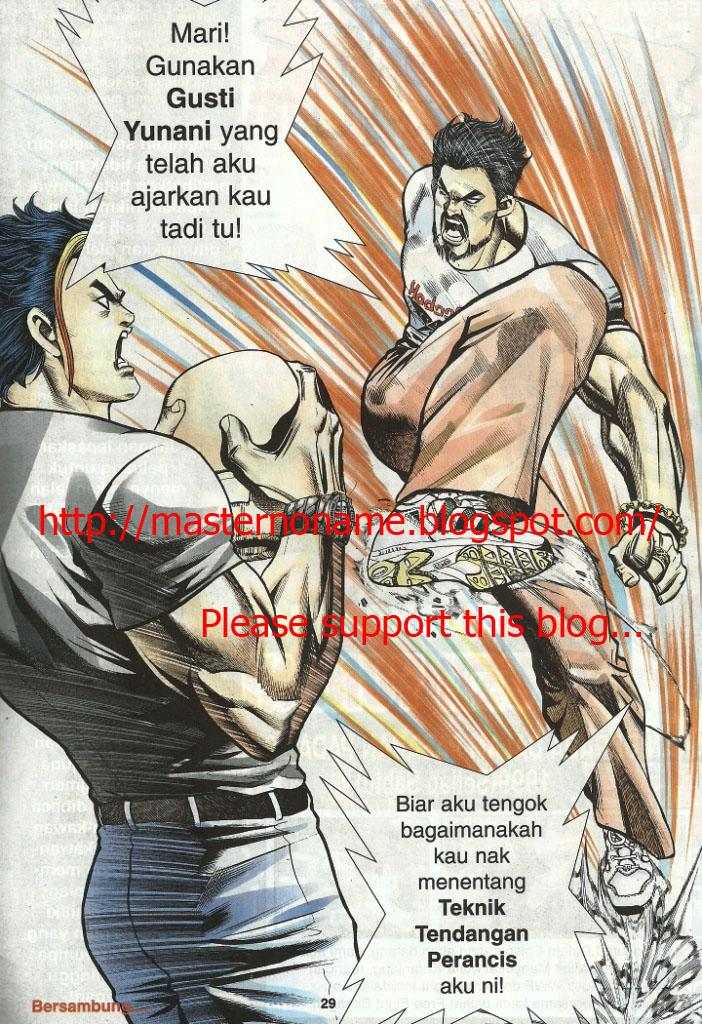 Mari!
Gunakan
Gusti
Yunani yang
telah aku
ajarkan kau
tadi tu!
http://masternoname.blogspot.com/
Please support this blog...
Biar aku tengok
bagaimanakah
kau nak
menentang
Teknik
Tendangan
Perancis
aku ni!
29